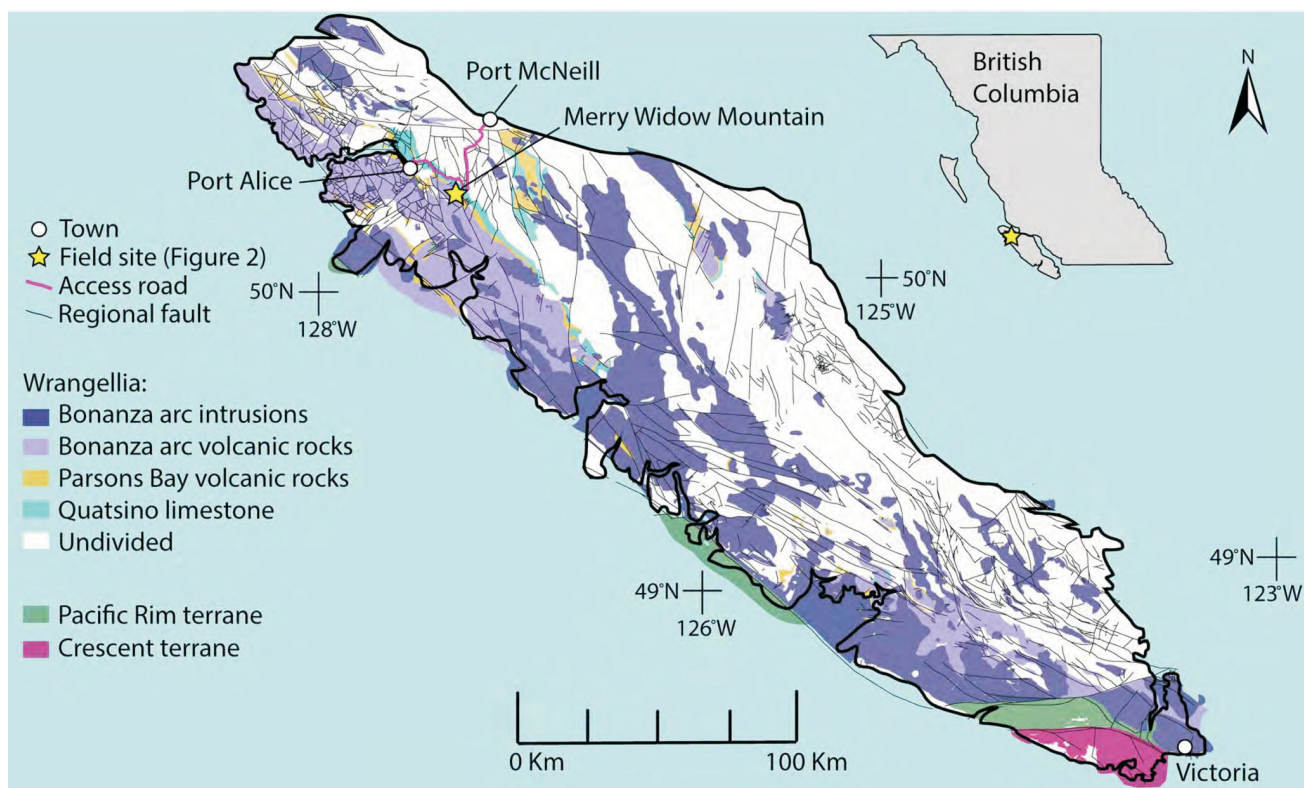 Port McNeill
Merry Widow Mountain
Port Alice
British
Columbia
N
Town
Field site (Figure 2)
Access road
Regional fault
50°N
128°W
50°N
125°W
Wrangellia:
Bonanza arc intrusions
Bonanza arc volcanic rocks
Parsons Bay volcanic rocks
Quatsino limestone
Undivided
Pacific Rim terrane
Crescent terrane
49°N
126°W
49°N
123°W
0 Km
100 Km
Victoria